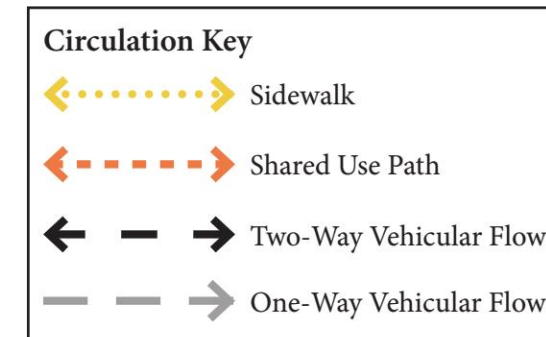 Circulation Key
Sidewalk
Shared Use Path
Two-Way Vehicular Flow
One-Way Vehicular Flow